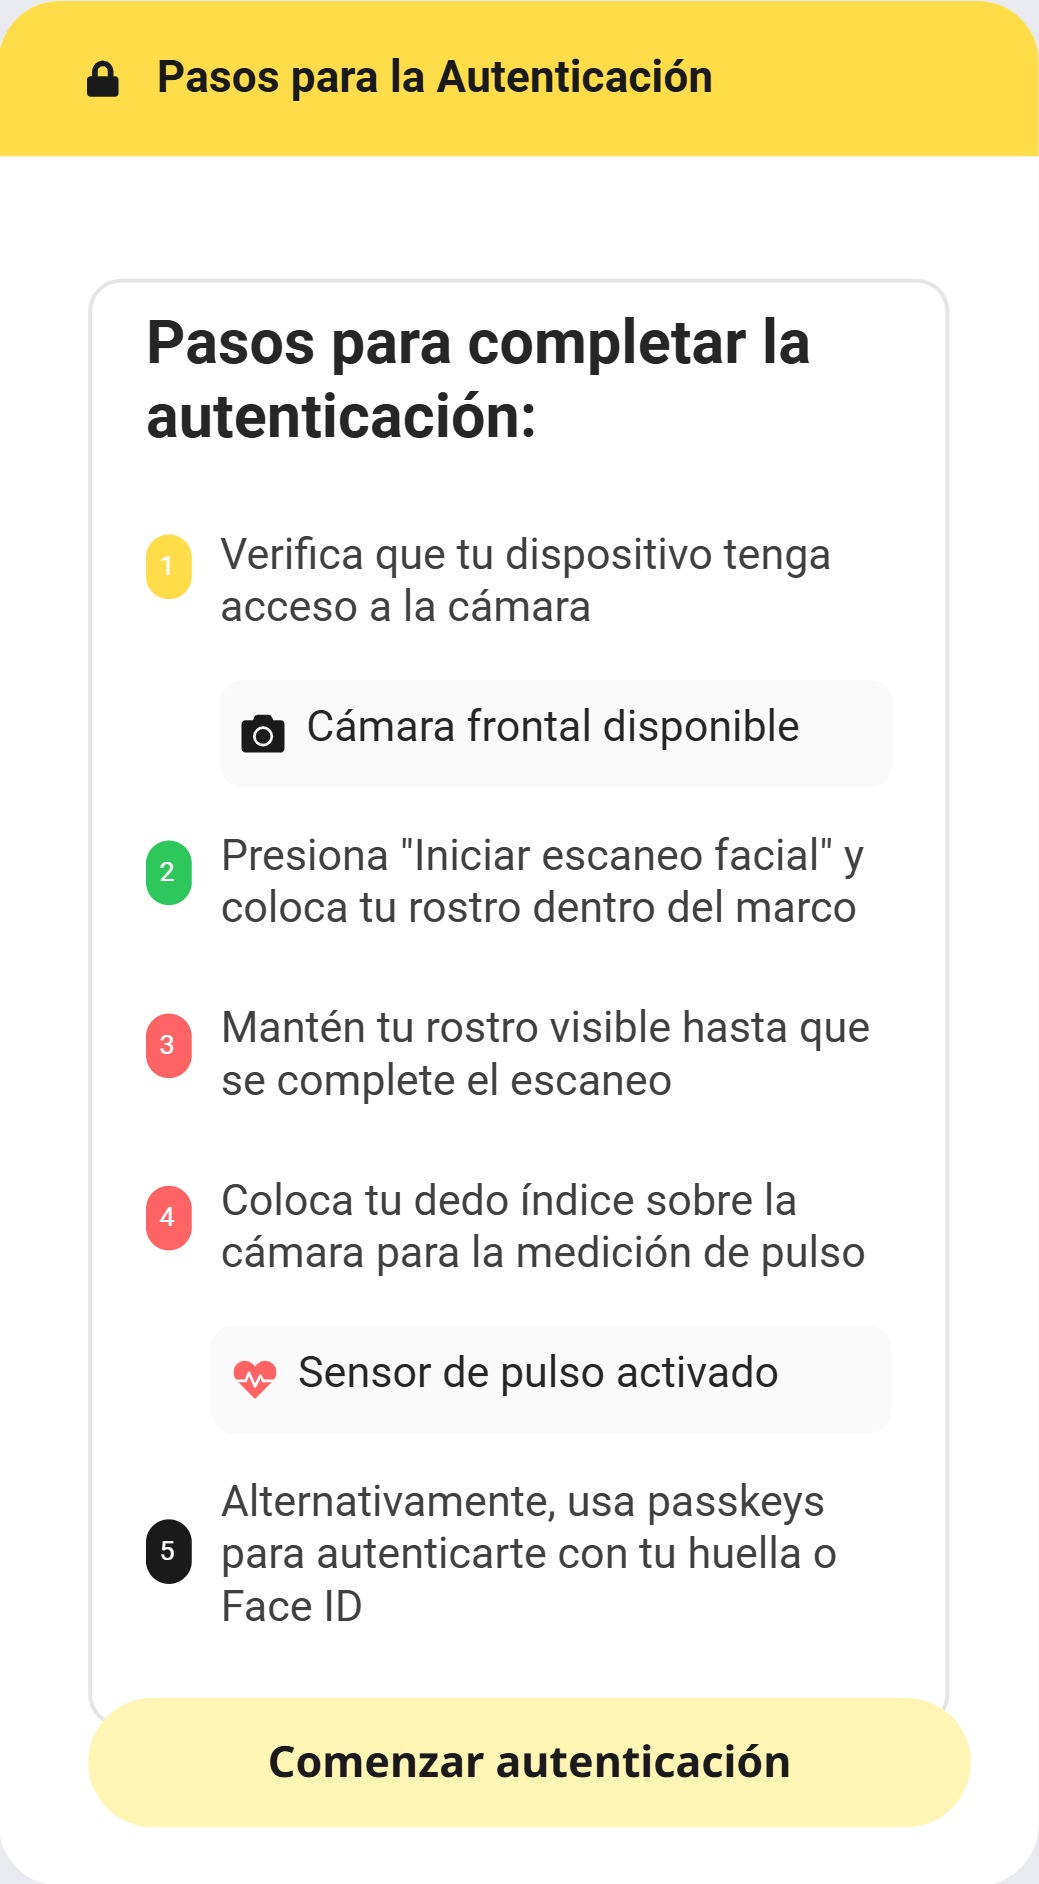 Pasos para la Autenticación
Pasos para completar la
autenticación:
1
Verifica que tu dispositivo tenga
acceso a la cámara
Cámara frontal disponible
2
Presiona "Iniciar escaneo facial" y
coloca tu rostro dentro del marco
3
Mantén tu rostro visible hasta que
se complete el escaneo
4
Coloca tu dedo índice sobre la
cámara para la medición de pulso
Sensor de pulso activado
5
Alternativamente, usa passkeys
para autenticarte con tu huella o
Face ID
Comenzar autenticación